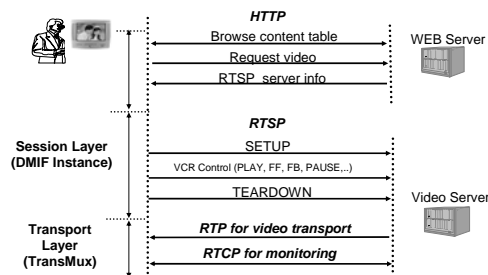 HTTP
Browse content table
WEB Server
Request video
RTSP server info
RTSP
Session Layer
(DMIF Instance)
SETUP
VCR Control (PLAY, FF, FB, PAUSE,..)
TEARDOWN
Video Server
Transport
Layer
(TransMux)
RTP for video transport
RTCP for monitoring